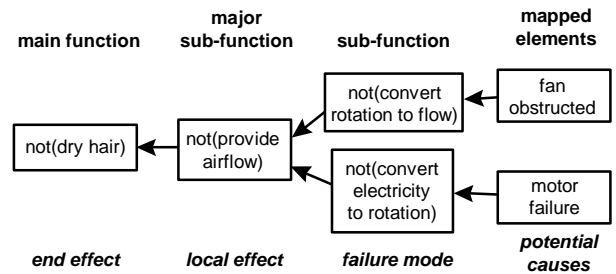 main function
major
sub-function
sub-function
mapped
elements
not(convert
rotation to flow)
fan
obstructed
not(dry hair)
not(provide
airflow)
not(convert
electricity
to rotation)
motor
failure
end effect
local effect
failure mode
potential
causes